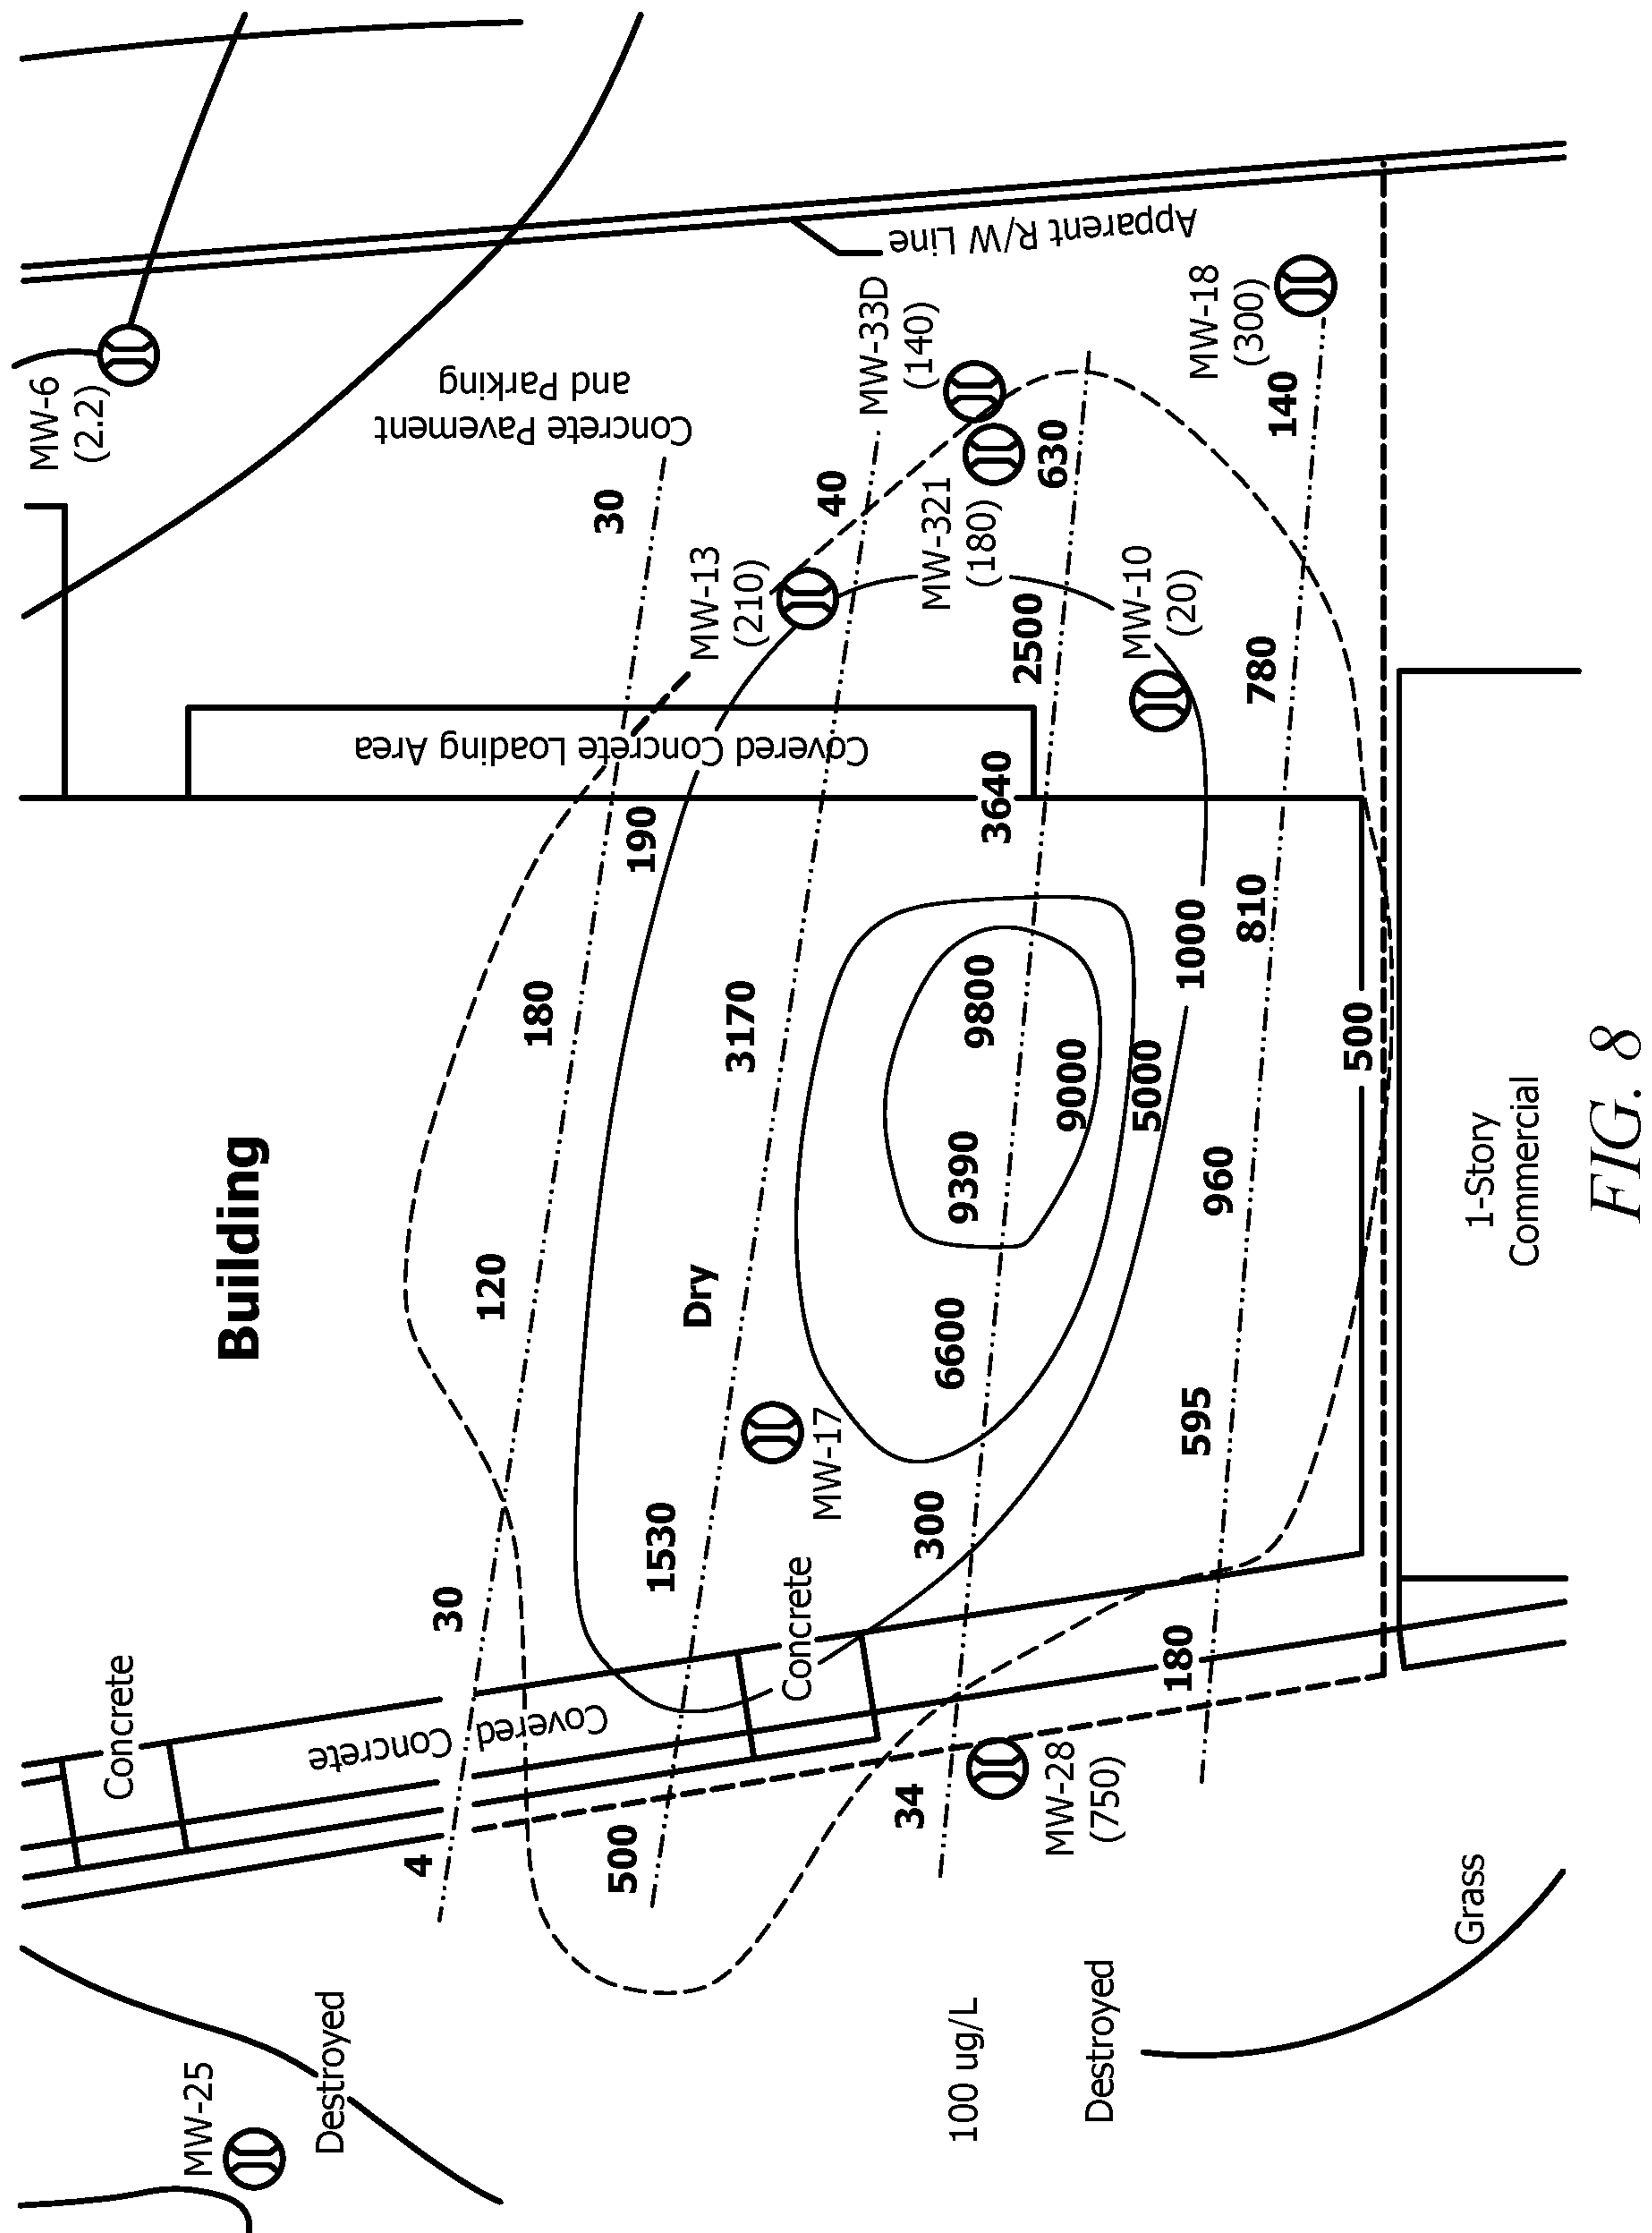 MW-25
Destroyed
MW-6
(2.2)
Concrete
Building
Covered
Concrete
4
30
120
180
190
30
Concrete Pavement
and Parking
Covered Concrete Loading Area
500
1530
Dry
3170
40
MW-13
(210)
MW-17
Concrete
MW-33D
(140)
Apparent R/W Line
34
300
6600
9390
9800
3640
2500
630
MW-321
(180)
100 ug/L
MW-28
(750)
9000
5000
1000
MW-10
(20)
Destroyed
180
595
960
810
780
140
MW-18
(300)
500
Grass
1-Story
Commercial
FIG. 8